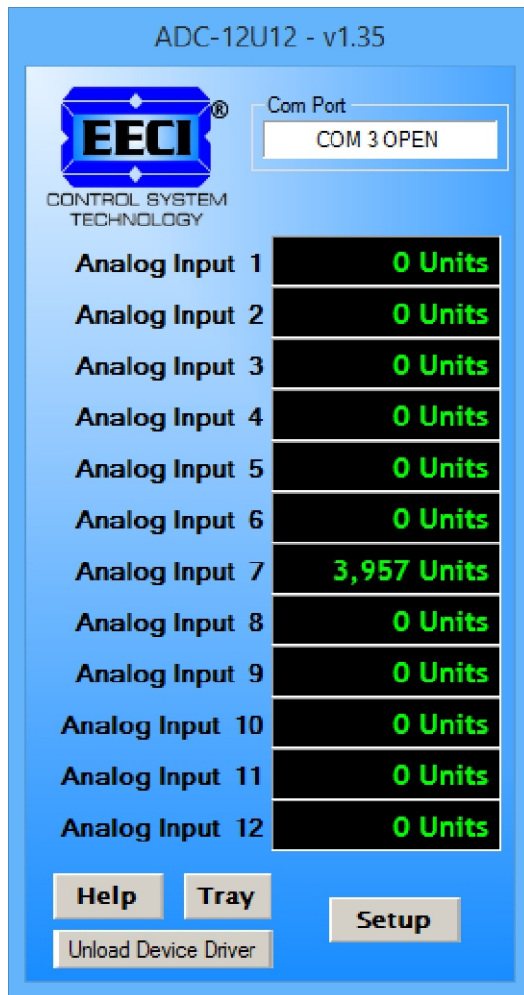 ADC-12U12 - v1.35
EECI ®
CONTROL SYSTEM
TECHNOLOGY
Com Port
COM 3 OPEN
Analog Input 1 0 Units
Analog Input 2 0 Units
Analog Input 3 0 Units
Analog Input 4 0 Units
Analog Input 5 0 Units
Analog Input 6 0 Units
Analog Input 7 3,957 Units
Analog Input 8 0 Units
Analog Input 9 0 Units
Analog Input 10 0 Units
Analog Input 11 0 Units
Analog Input 12 0 Units
Help Tray Setup
Unload Device Driver